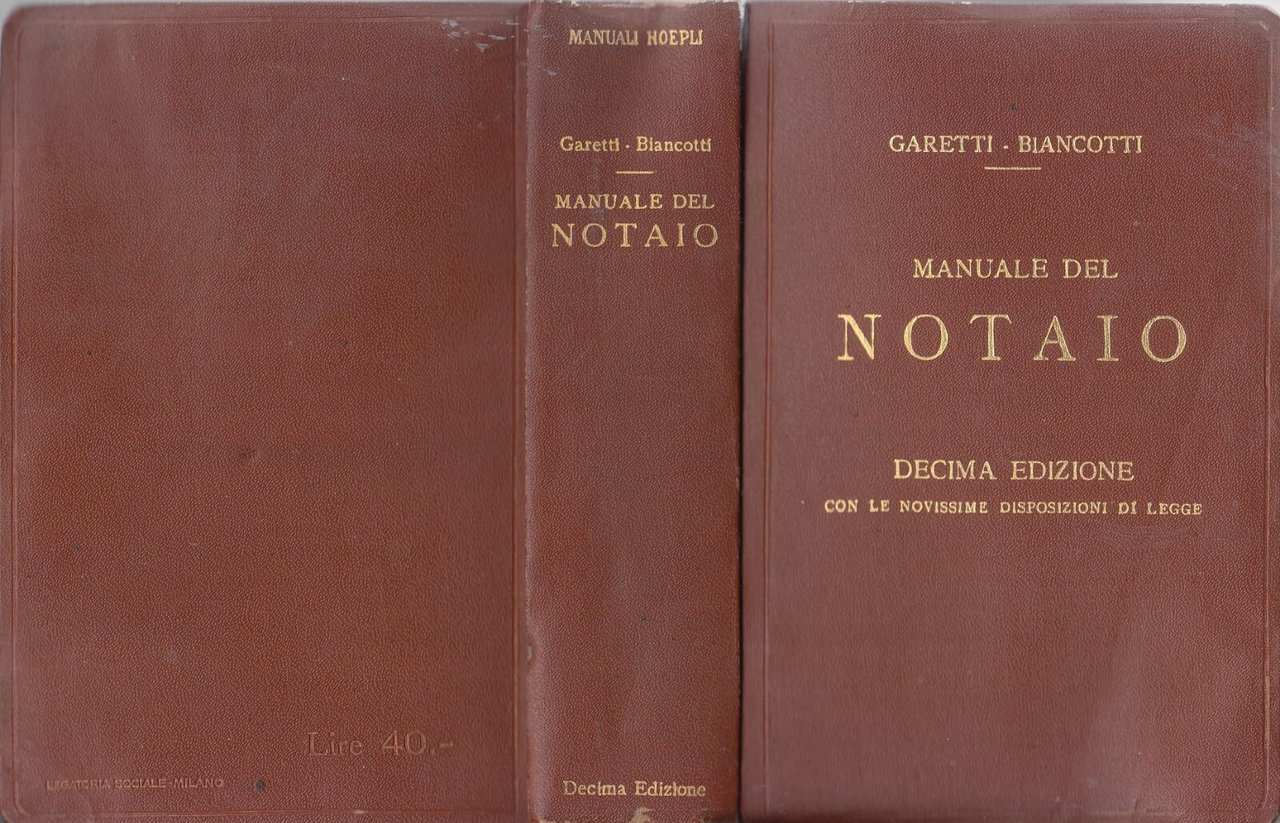 Lire 40.-
LEGATORIA SOCIALE-MILANO
MANUALI HOEPLI
Garetti - Biancotti
MANUALE DEL
NOTAIO
Decima Edizione
GARETTI - BIANCOTTI
MANUALE DEL
NOTAIO
DECIMA EDIZIONE
CON LE NOVISSIME DISPOSIZIONI DI LEGGE